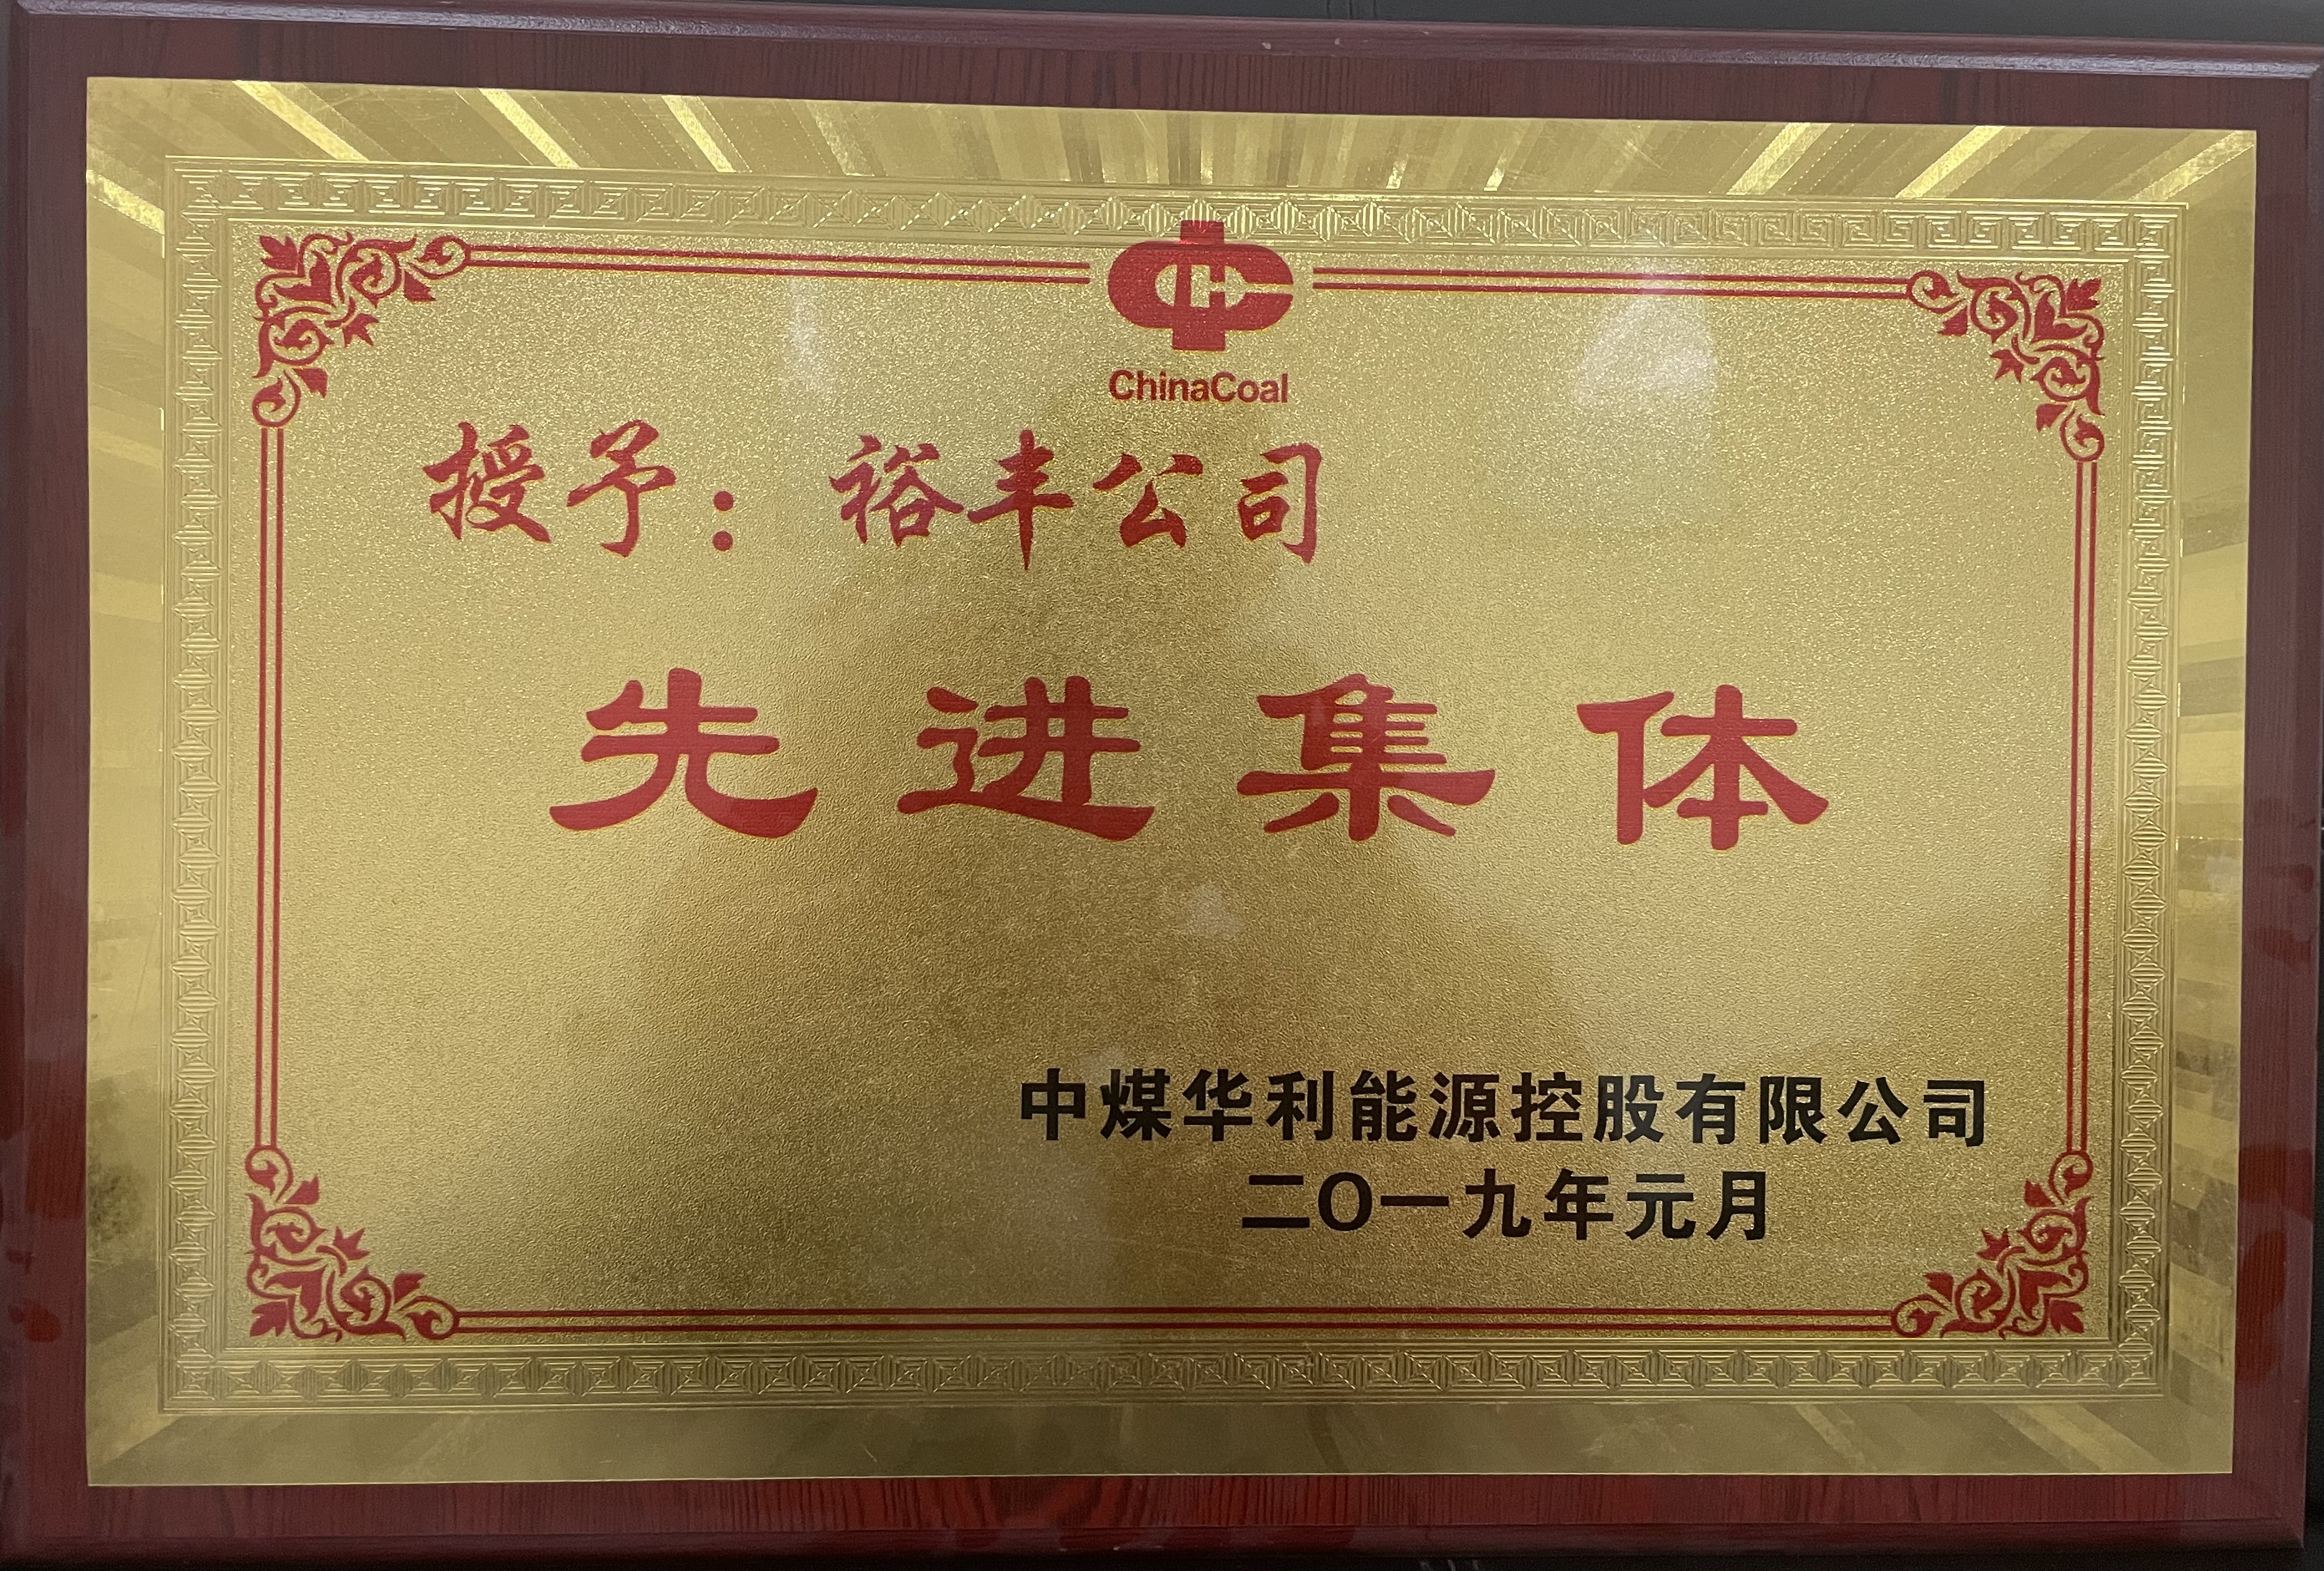 ChinaCoal
授予：裕丰公司
先进集体
中煤华利能源控股有限公司
二〇一九年元月